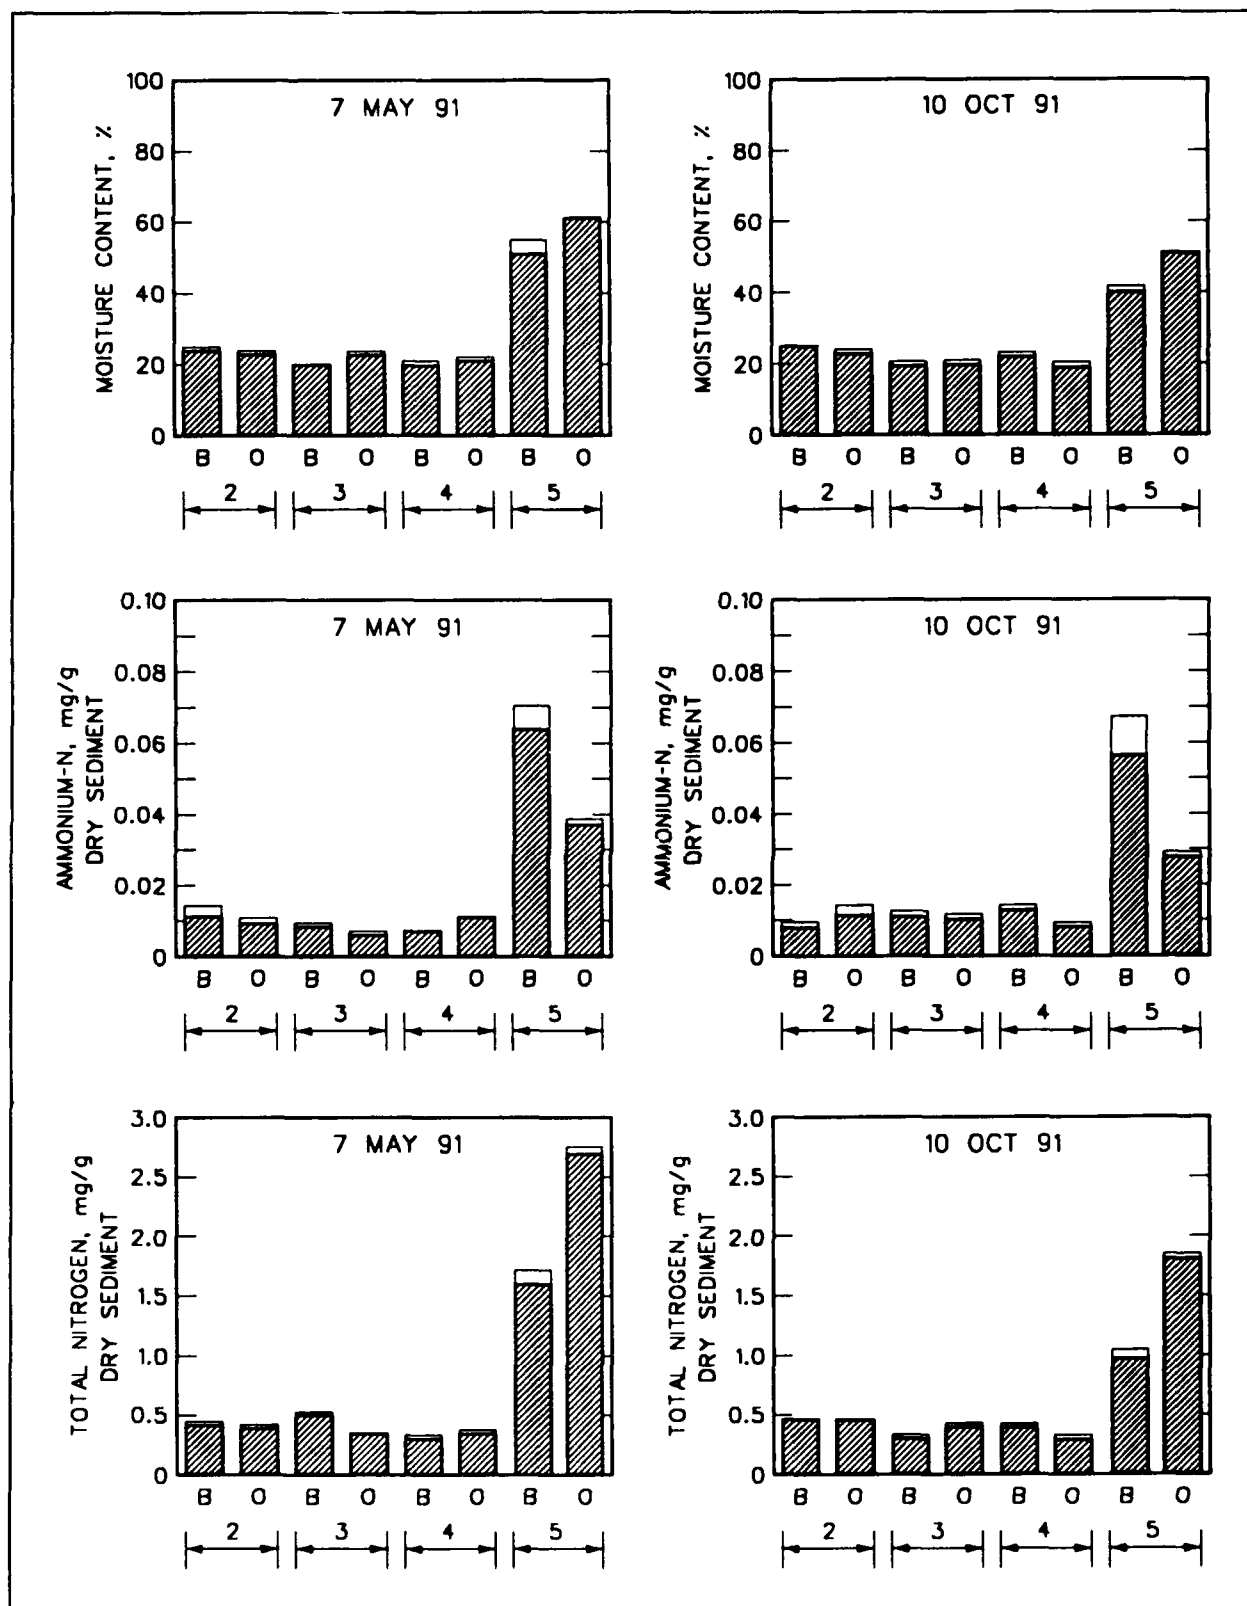 7 MAY 91
MOISTURE CONTENT, %
100
80
60
40
20
0
B O B O B O B O
2 3 4 5
10 OCT 91
MOISTURE CONTENT, %
100
80
60
40
20
0
B O B O B O B O
2 3 4 5
7 MAY 91
AMMONIUM-N, mg/g
DRY SEDIMENT
0.10
0.08
0.06
0.04
0.02
0
B O B O B O B O
2 3 4 5
10 OCT 91
AMMONIUM-N, mg/g
DRY SEDIMENT
0.10
0.08
0.06
0.04
0.02
0
B O B O B O B O
2 3 4 5
7 MAY 91
TOTAL NITROGEN, mg/g
DRY SEDIMENT
3.0
2.5
2.0
1.5
1.0
0.5
0
B O B O B O B O
2 3 4 5
10 OCT 91
TOTAL NITROGEN, mg/g
DRY SEDIMENT
3.0
2.5
2.0
1.5
1.0
0.5
0
B O B O B O B O
2 3 4 5